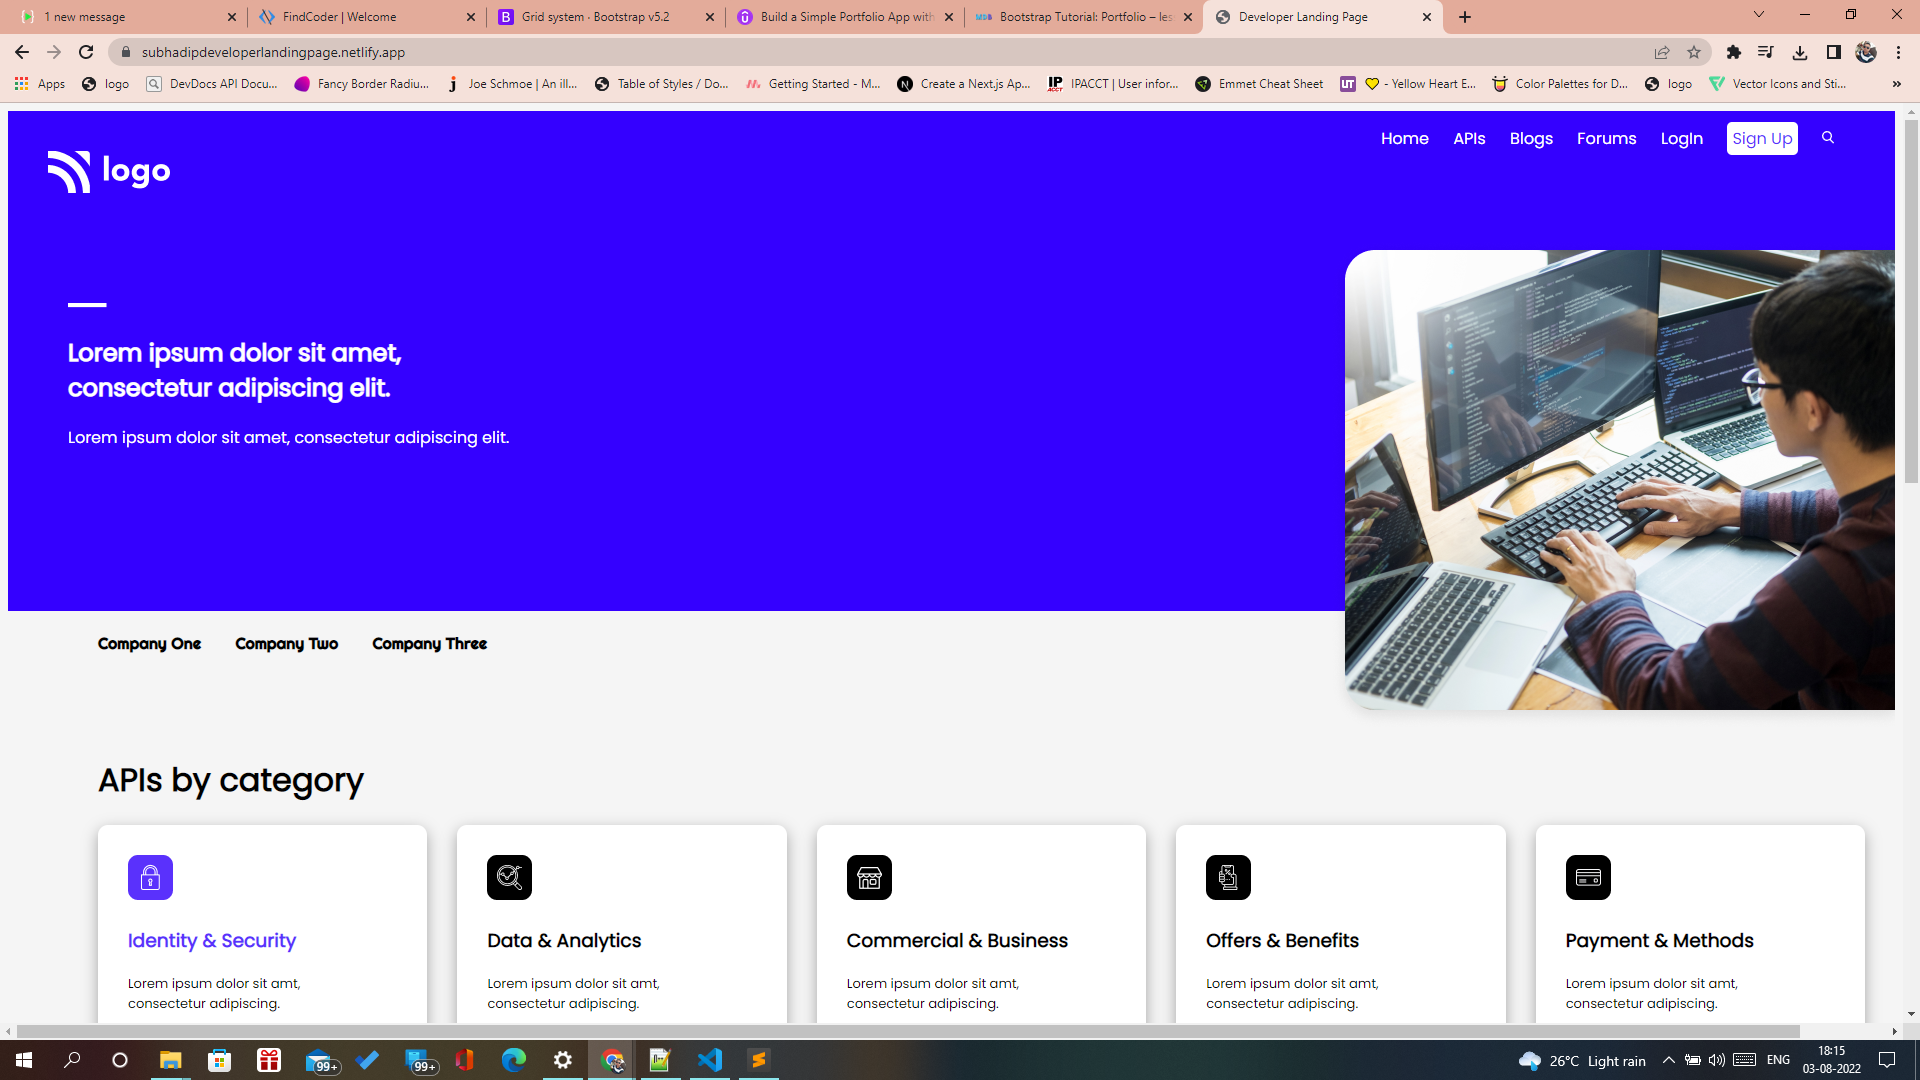 1 new message
FindCoder | Welcome
Grid system · Bootstrap v5.2
Build a Simple Portfolio App with
Bootstrap Tutorial: Portfolio – les
Developer Landing Page
subhadipdeveloperlandingpage.netlify.app
Apps
logo
DevDocs API Docu...
Fancy Border Radiu...
Joe Schmoe | An ill...
Table of Styles / Do...
Getting Started - M...
Create a Next.js Ap...
IPACCT | User infor...
Emmet Cheat Sheet
- Yellow Heart E...
Color Palettes for D...
logo
Vector Icons and Sti...
»
Home APIs Blogs Forums LogIn Sign Up
logo
Lorem ipsum dolor sit amet,
consectetur adipiscing elit.
Lorem ipsum dolor sit amet, consectetur adipiscing elit.
Company One Company Two Company Three
APIs by category
Identity & Security
Lorem ipsum dolor sit amt,
consectetur adipiscing.
Data & Analytics
Lorem ipsum dolor sit amt,
consectetur adipiscing.
Commercial & Business
Lorem ipsum dolor sit amt,
consectetur adipiscing.
Offers & Benefits
Lorem ipsum dolor sit amt,
consectetur adipiscing.
Payment & Methods
Lorem ipsum dolor sit amt,
consectetur adipiscing.
99+
99+
26°C Light rain
ENG
18:15
03-08-2022